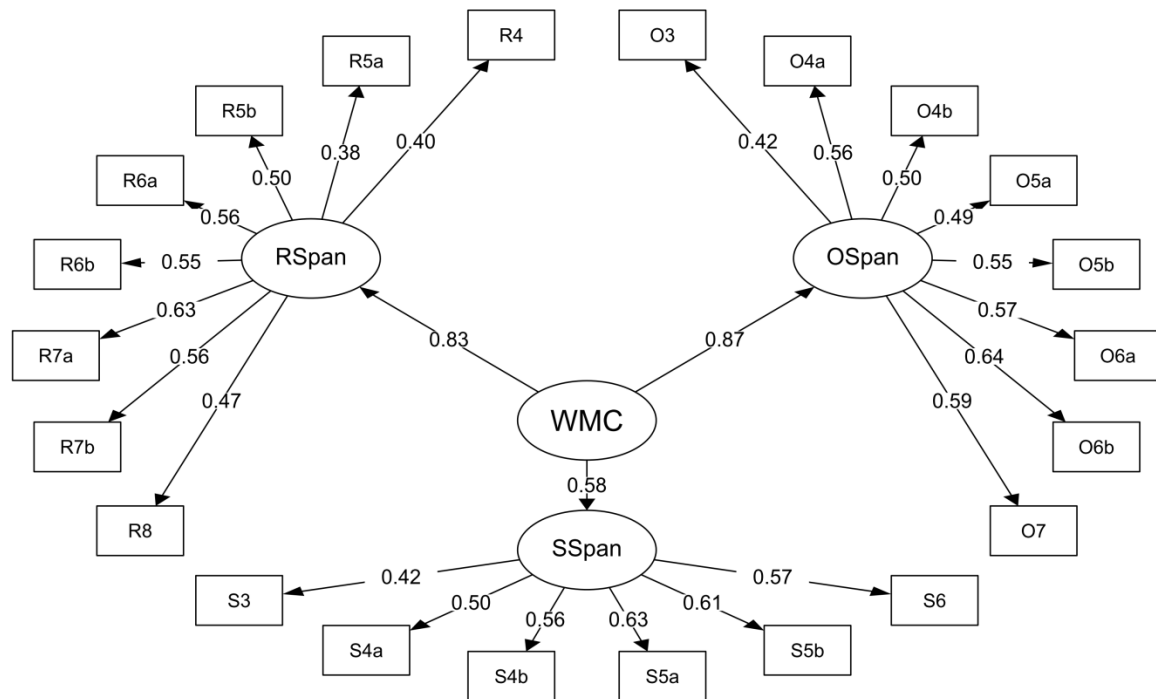 R4
O3
R5a
O4a
R5b
O4b
0.38
0.40
0.42
0.56
R6a
0.50
0.50
O5a
0.56
0.49
R6b
0.55
RSpan
OSpan
0.55
O5b
0.63
0.57
R7a
0.56
0.83
0.87
0.64
O6a
0.47
0.59
R7b
WMC
O6b
0.58
R8
O7
SSpan
S3
0.42
0.57
S6
0.50
0.56
0.63
0.61
S4a
S4b
S5a
S5b